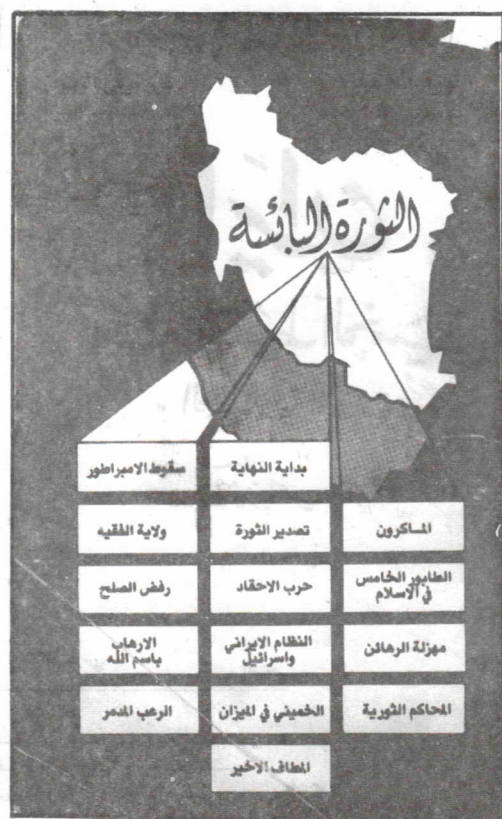 الثورة البائسة
بداية النهاية
سقوط الامبراطور
الماكرون
تصدير الثورة
ولاية الفقيه
الطابور الخامس
في الاسلام
حرب الاحقاد
رفض الصلح
مهزلة الرهائن
النظام الايراني
واسرائيل
الارهاب
باسم الله
المحاكم الثورية
الخميني في الميزان
الرعب المدمر
المطاف الاخير